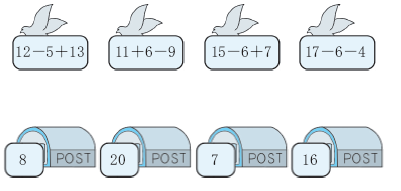 12－5＋13 11＋6－9 15－6＋7 17－6－4
8 POST 20 POST 7 POST 16 POST